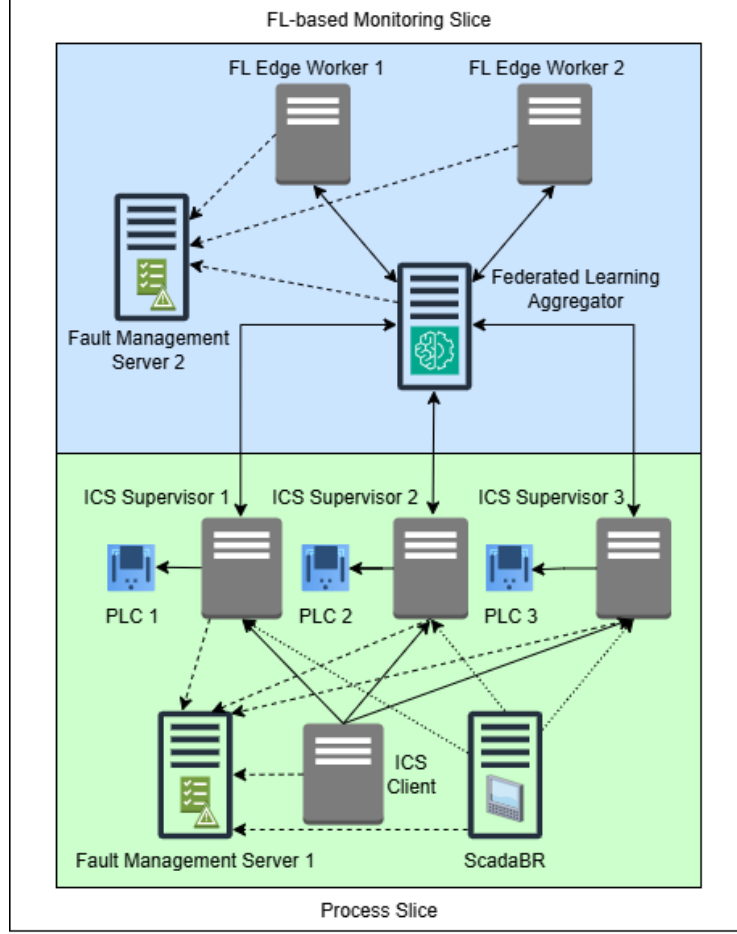 FL-based Monitoring Slice
FL Edge Worker 1
FL Edge Worker 2
Federated Learning
Aggregator
Fault Management
Server 2
ICS Supervisor 1
ICS Supervisor 2
ICS Supervisor 3
PLC 1
PLC 2
PLC 3
ICS
Client
Fault Management Server 1
ScadaBR
Process Slice